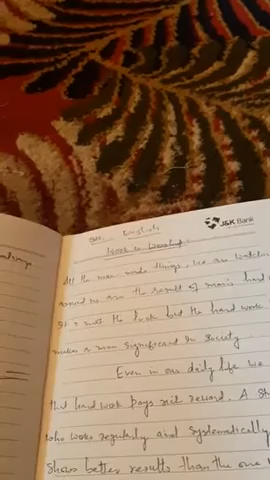 J&K Bank
English
Work is Worship
All the man made things, we see
around us are the result of man's hard
It is not the luck but the hard work
makes a man significant in society
Even in our daily life we
that hard work pays rich reward. A
who works regularly and systematically
shows better results than the one